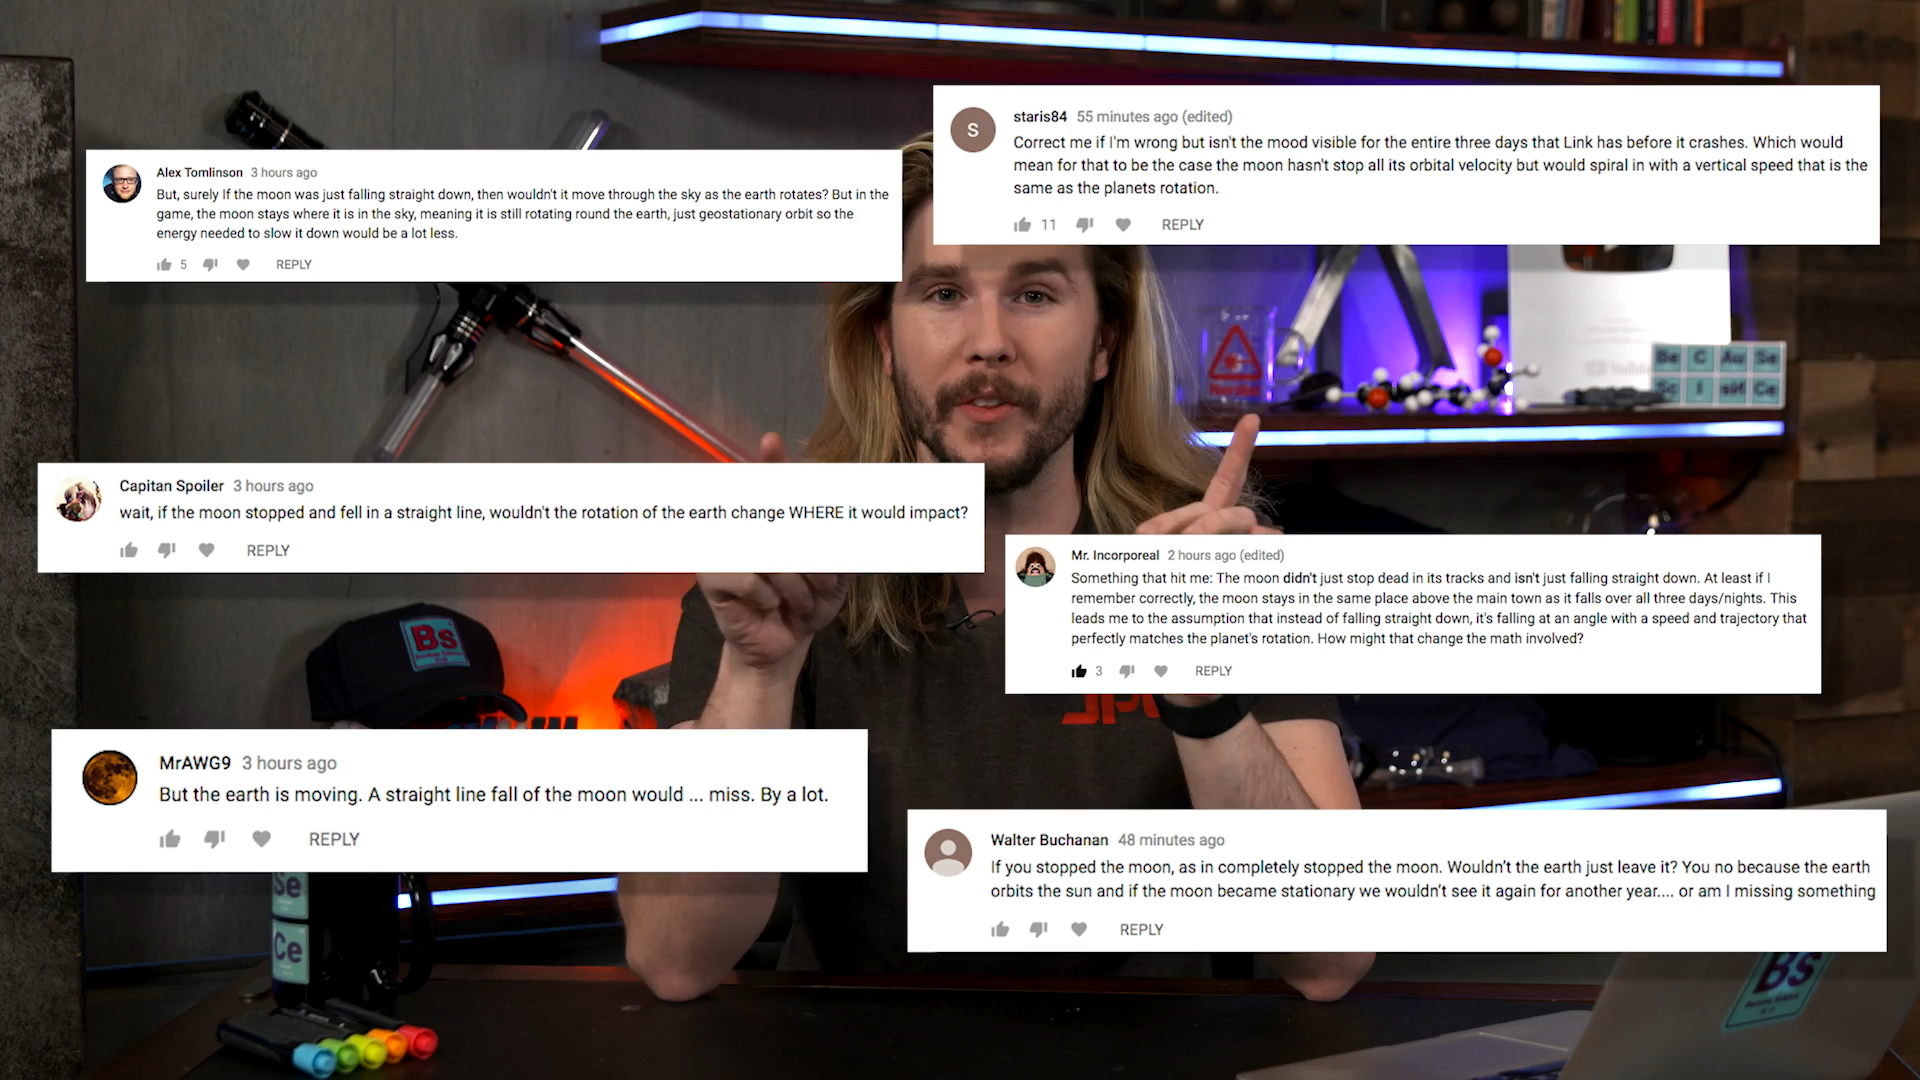 staris84 55 minutes ago (edited)
S
Correct me if I'm wrong but isn't the mood visible for the entire three days that Link has before it crashes. Which would
mean for that to be the case the moon hasn't stop all its orbital velocity but would spiral in with a vertical speed that is the
same as the planets rotation.
11 REPLY
Alex Tomlinson 3 hours ago
But, surely If the moon was just falling straight down, then wouldn't it move through the sky as the earth rotates? But in the
game, the moon stays where it is in the sky, meaning it is still rotating round the earth, just geostationary orbit so the
energy needed to slow it down would be a lot less.
5 REPLY
Be C Au Se
Sc I Ce
Capitan Spoiler 3 hours ago
wait, if the moon stopped and fell in a straight line, wouldn't the rotation of the earth change WHERE it would impact?
REPLY
Mr. Incorporeal 2 hours ago (edited)
Something that hit me: The moon didn't just stop dead in its tracks and isn't just falling straight down. At least if I
remember correctly, the moon stays in the same place above the main town as it falls over all three days/nights. This
leads me to the assumption that instead of falling straight down, it's falling at an angle with a speed and trajectory that
perfectly matches the planet's rotation. How might that change the math involved?
3 REPLY
Bs
MrAWG9 3 hours ago
But the earth is moving. A straight line fall of the moon would ... miss. By a lot.
REPLY
Walter Buchanan 48 minutes ago
If you stopped the moon, as in completely stopped the moon. Wouldn't the earth just leave it? You no because the earth
orbits the sun and if the moon became stationary we wouldn't see it again for another year.... or am I missing something
REPLY
Se
Ce
Bs